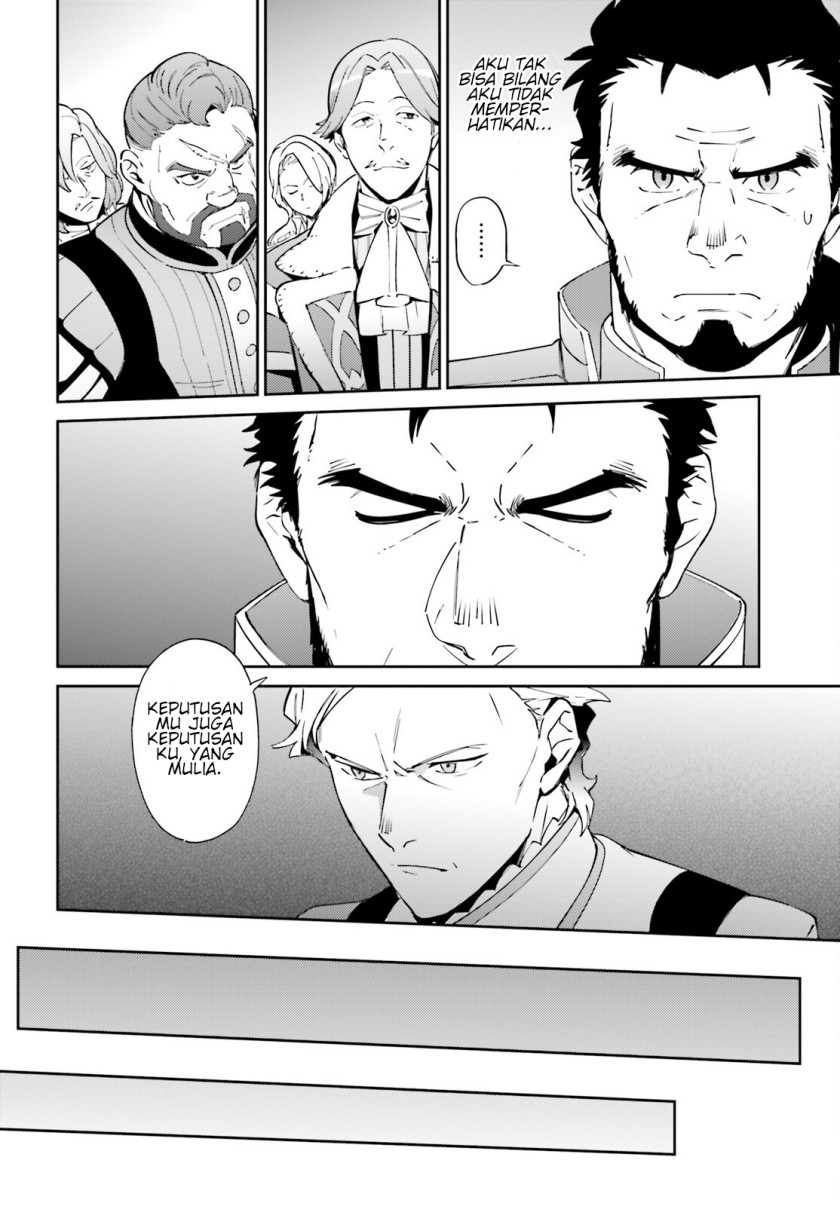 AKU TAK
BISA BILANG
AKU TIDAK
MEMPER-
HATIKAN...
......
KEPUTUSAN
MU JUGA
KEPUTUSAN
KU, YANG
MULIA.